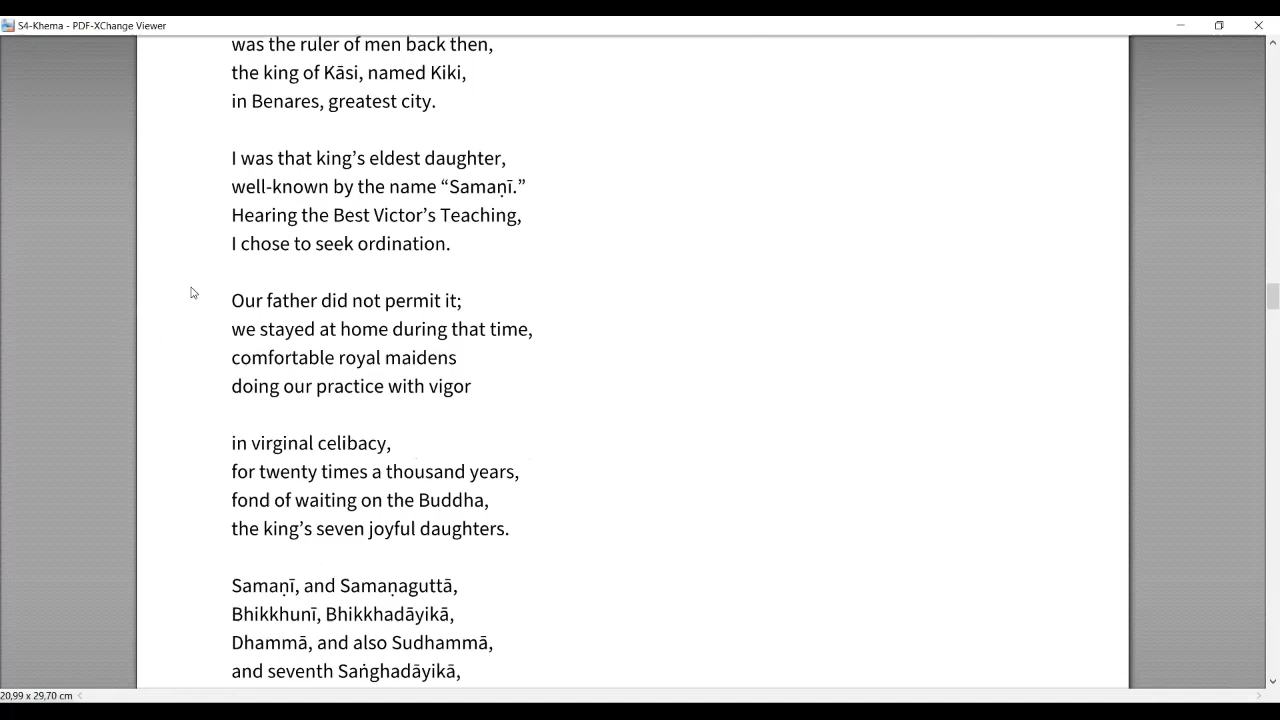 S4-Khema - PDF-XChange Viewer
was the ruler of men back then,
the king of Kāsi, named Kiki,
in Benares, greatest city.
I was that king’s eldest daughter,
well-known by the name “Samaṇī.”
Hearing the Best Victor’s Teaching,
I chose to seek ordination.
Our father did not permit it;
we stayed at home during that time,
comfortable royal maidens
doing our practice with vigor
in virginal celibacy,
for twenty times a thousand years,
fond of waiting on the Buddha,
the king’s seven joyful daughters.
Samaṇī, and Samaṇaguttā,
Bhikkhunī, Bhikkhadāyikā,
Dhammā, and also Sudhammā,
and seventh Saṅghadāyikā,
20,99 x 29,70 cm